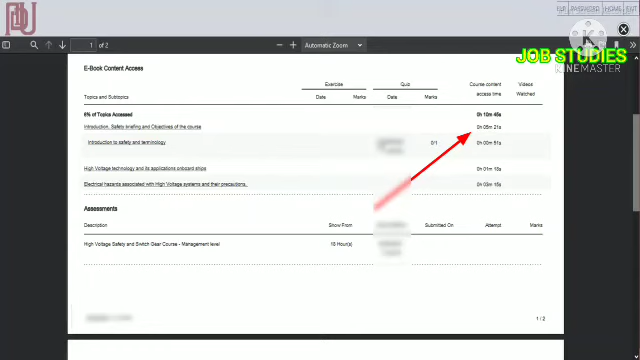 PASSWORD HOME EXIT
1 of 2
Automatic Zoom
JOB STUDIES
KINEMASTER
E-Book Content Access
Exercise Quiz Course content Videos
Topics and Subtopics Date Marks Date Marks access time Watched
6% of Topics Accessed 0h 10m 45s
Introduction, Safety briefing and Objectives of the course 0h 05m 21s
Introduction to safety and terminology 0/1 0h 00m 51s
High Voltage technology and its applications onboard ships 0h 01m 18s
Electrical hazards associated with High Voltage systems and their precautions. 0h 03m 15s
Assessments
Description Show From Submitted On Attempt Marks
High Voltage Safety and Switch Gear Course - Management level 18 Hour(s)
1 / 2